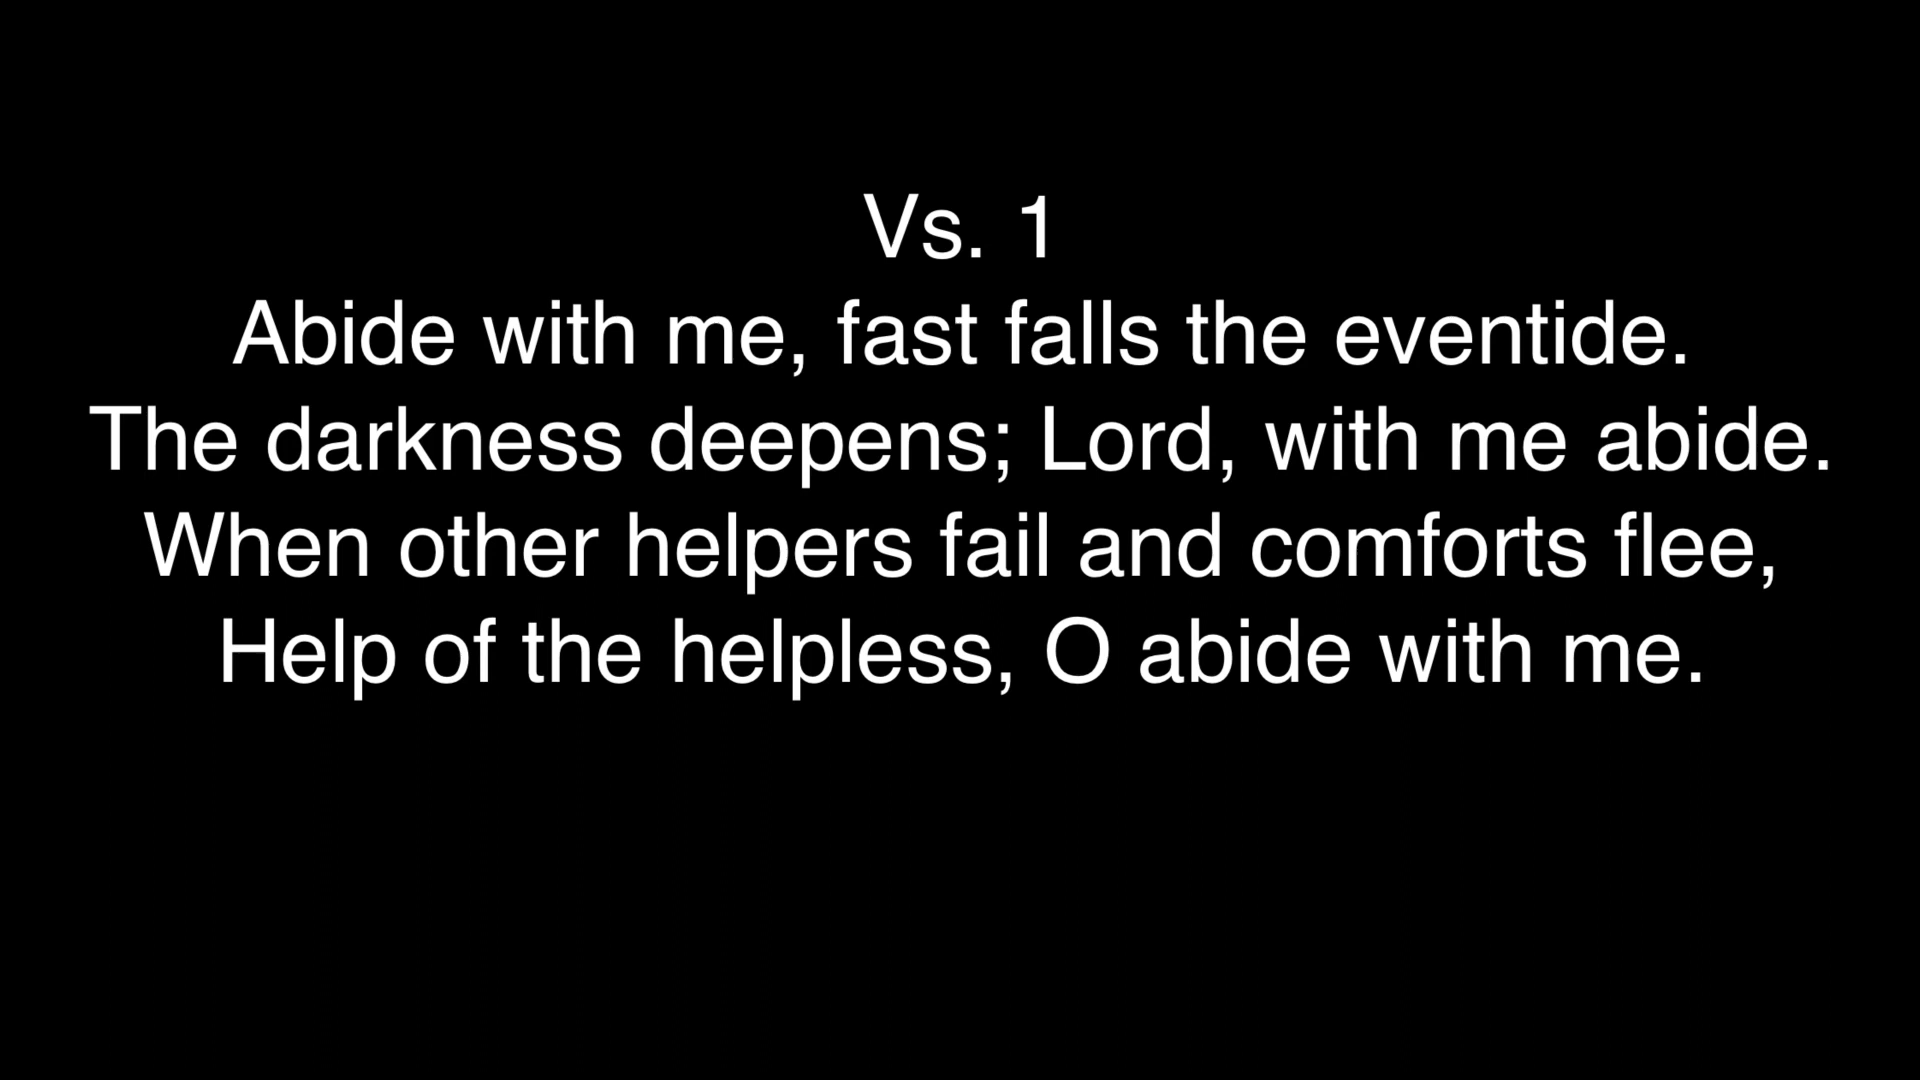 Vs. 1
Abide with me, fast falls the eventide.
The darkness deepens; Lord, with me abide.
When other helpers fail and comforts flee,
Help of the helpless, O abide with me.